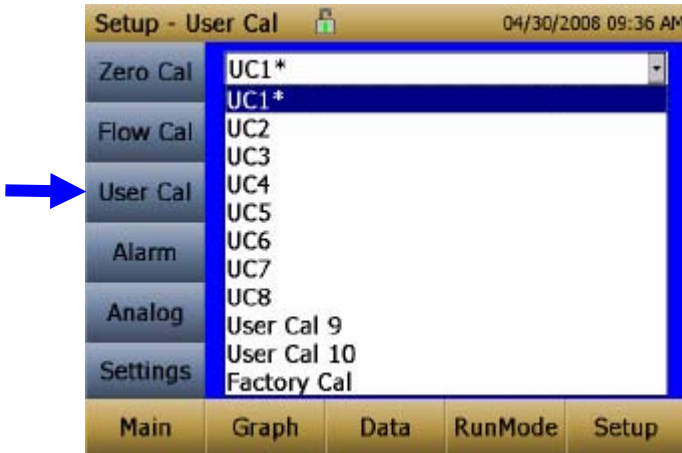 Setup - User Cal 04/30/2008 09:36 AM
Zero Cal
Flow Cal
User Cal
Alarm
Analog
Settings
UC1*
UC1*
UC2
UC3
UC4
UC5
UC6
UC7
UC8
User Cal 9
User Cal 10
Factory Cal
Main Graph Data RunMode Setup